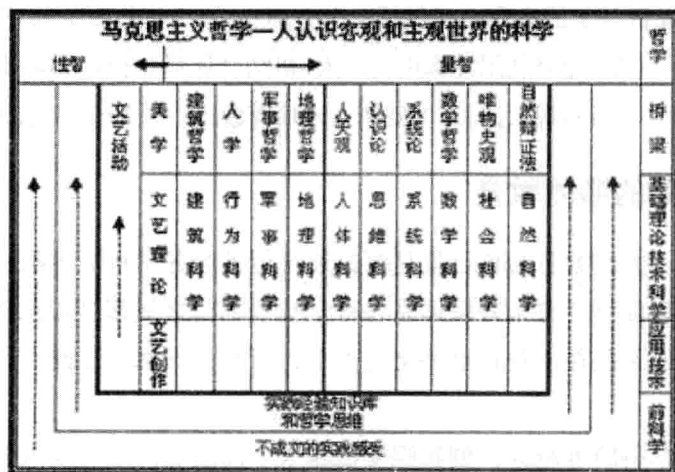 马克思主义哲学—人认识客观和主观世界的科学
哲学
性智
量智
文艺活动
美学
建筑哲学
人学
军事哲学
地理哲学
人天观
认识论
系统论
数学哲学
唯物史观
自然辩证法
桥梁
文艺理论
建筑科学
行为科学
军事科学
地理科学
人体科学
思维科学
系统科学
数学科学
社会科学
自然科学
基础理论
技术科学
文艺创作
应用技术
实践经验知识库
和哲学思维
不成文的实践感受
前科学